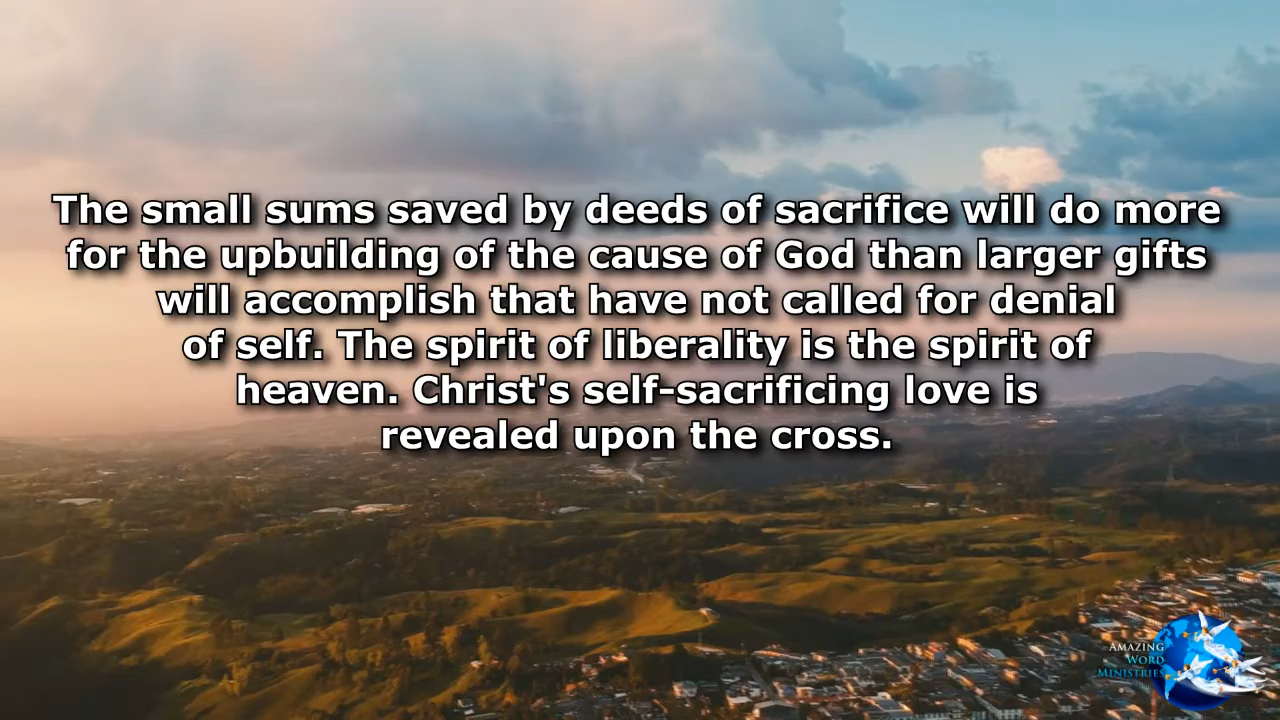 The small sums saved by deeds of sacrifice will do more
for the upbuilding of the cause of God than larger gifts
will accomplish that have not called for denial
of self. The spirit of liberality is the spirit of
heaven. Christ's self-sacrificing love is
revealed upon the cross.
AMAZING
WORD
MINISTRIES